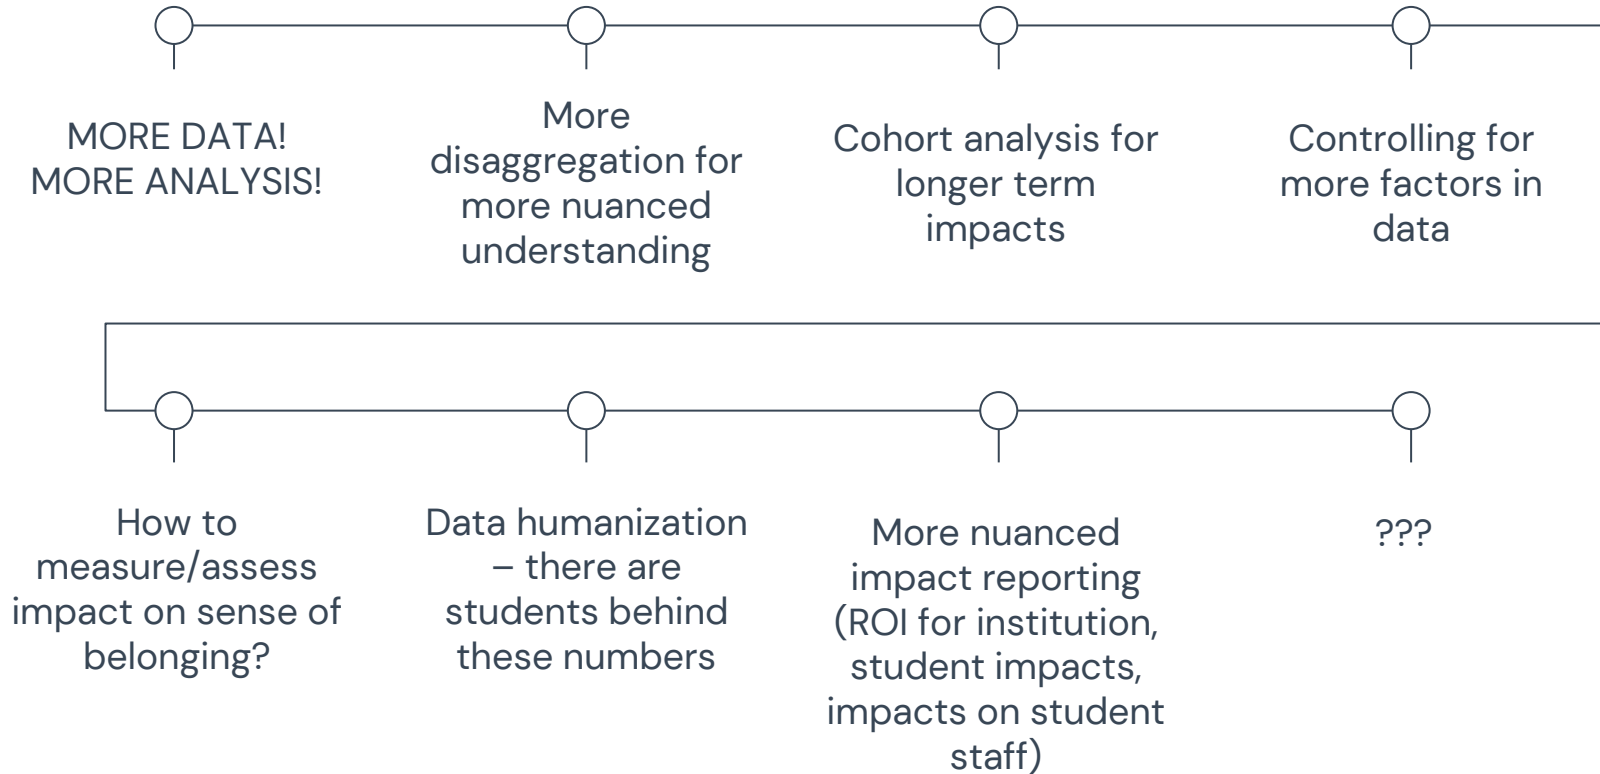 MORE DATA!
MORE ANALYSIS!
More
disaggregation for
more nuanced
understanding
Cohort analysis for
longer term
impacts
Controlling for
more factors in
data
How to
measure/assess
impact on sense of
belonging?
Data humanization
– there are
students behind
these numbers
More nuanced
impact reporting
(ROI for institution,
student impacts,
impacts on student
staff)
???